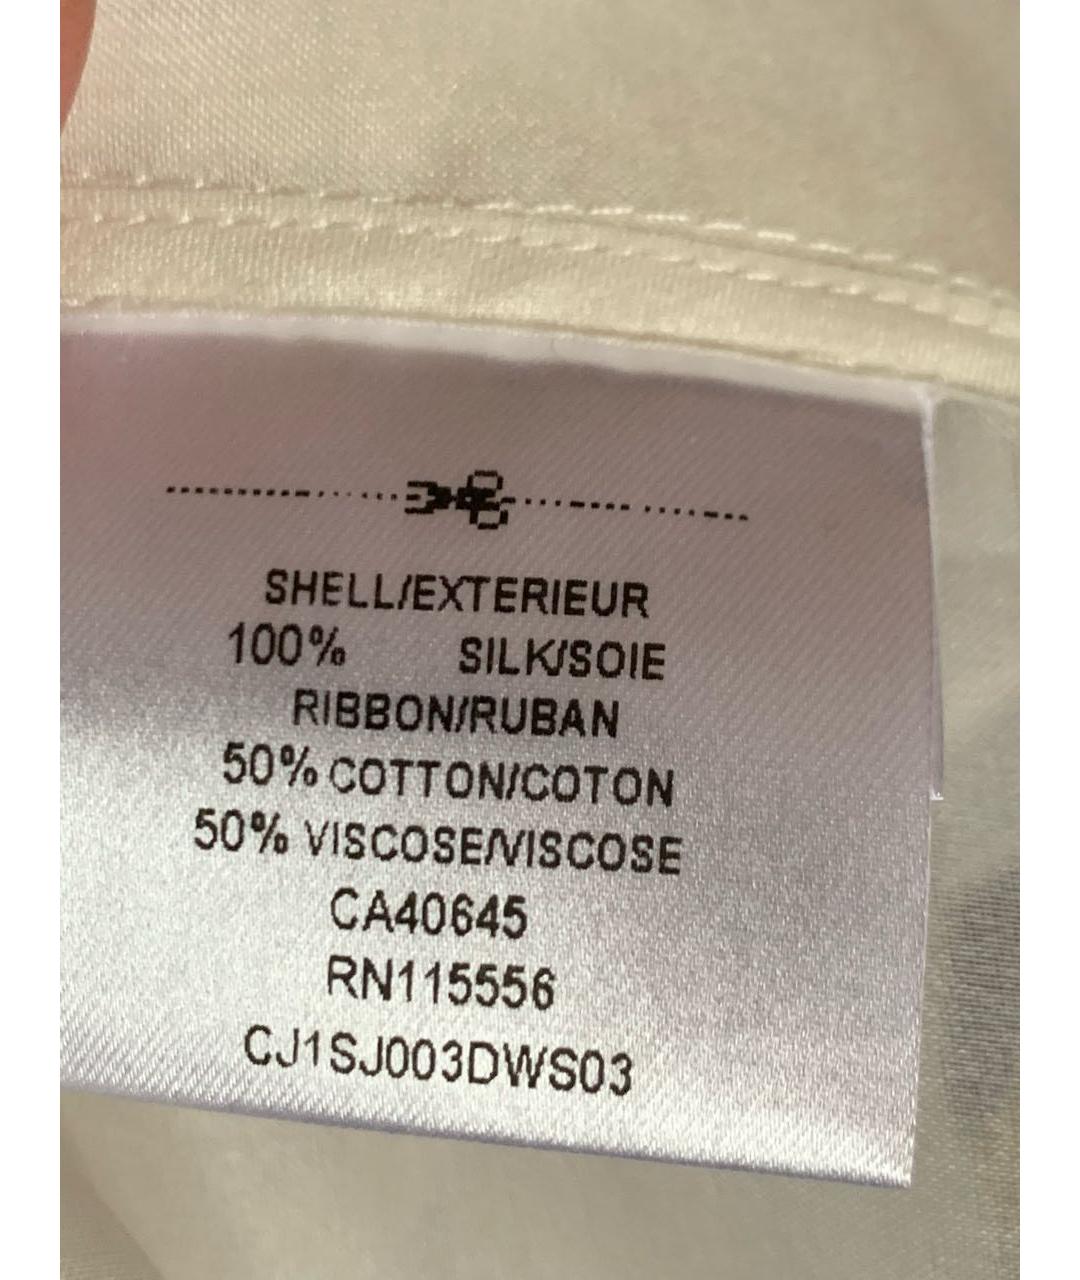 SHELL/EXTERIEUR
100% SILK/SOIE
RIBBON/RUBAN
50% COTTON/COTON
50% VISCOSE/VISCOSE
CA40645
RN115556
CJ1SJ003DWS03